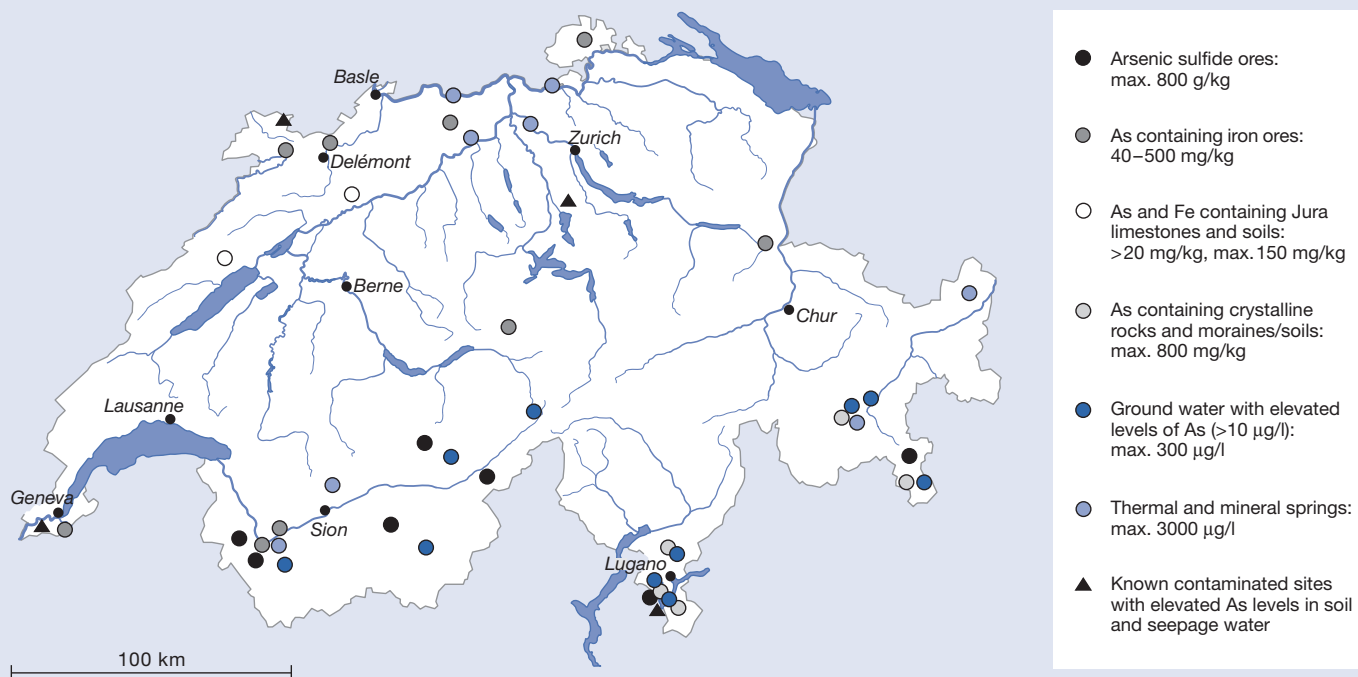 Basle
Zurich
Delémont
Berne
Chur
Lausanne
Geneva
Sion
Lugano
100 km
Arsenic sulfide ores:
max. 800 g/kg
As containing iron ores:
40–500 mg/kg
As and Fe containing Jura
limestones and soils:
>20 mg/kg, max. 150 mg/kg
As containing crystalline
rocks and moraines/soils:
max. 800 mg/kg
Ground water with elevated
levels of As (>10 µg/l):
max. 300 µg/l
Thermal and mineral springs:
max. 3000 µg/l
Known contaminated sites
with elevated As levels in soil
and seepage water